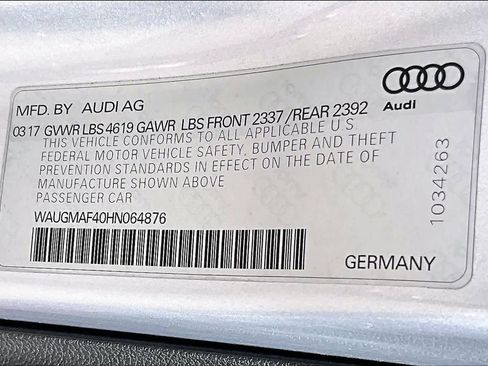 MFD. BY AUDI AG
Audi
03 17 GVWR LBS 4619 GAWR LBS FRONT 2337 / REAR 2392
THIS VEHICLE CONFORMS TO ALL APPLICABLE U S
FEDERAL MOTOR VEHICLE SAFETY, BUMPER AND THEFT
PREVENTION STANDARDS IN EFFECT ON THE DATE OF
MANUFACTURE SHOWN ABOVE
PASSENGER CAR
WAUGMAF40HN064876
GERMANY
1034263